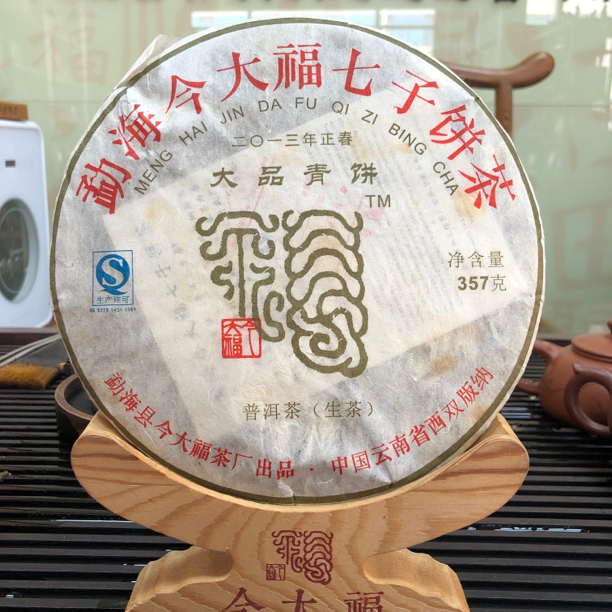 勐海今大福七子饼茶
MENG HAI JIN DA FU QI ZI BING CHA
二〇一三年正春
大品青饼
TM
净含量
357克
生产许可
今大福
普洱茶（生茶）
勐海县今大福茶厂出品·中国云南省西双版纳
今大福